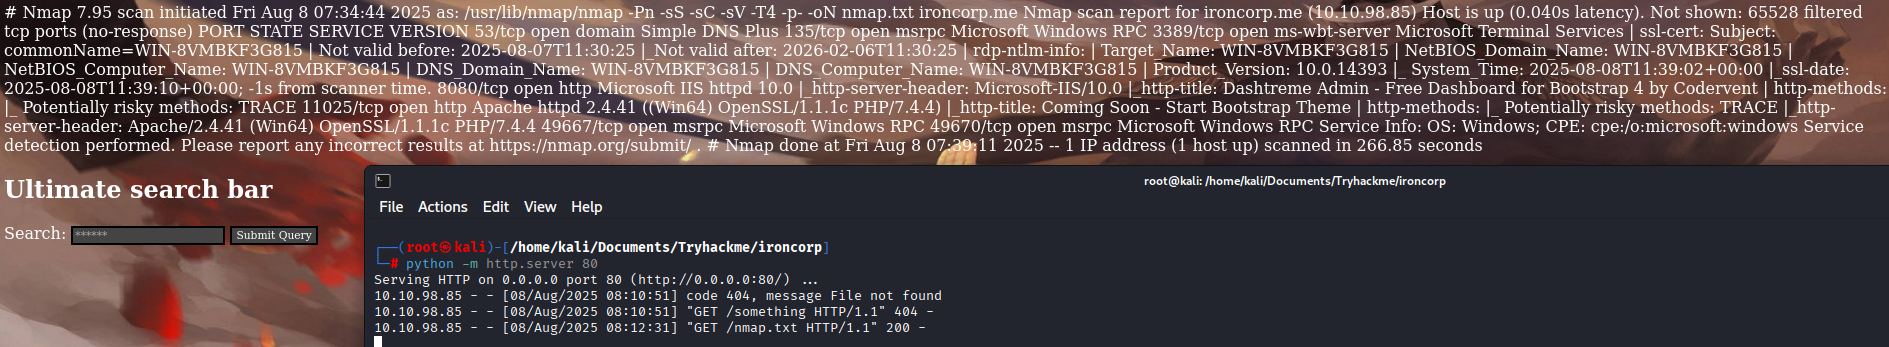 # Nmap 7.95 scan initiated Fri Aug 8 07:34:44 2025 as: /usr/lib/nmap/nmap -Pn -sS -sC -sV -T4 -p- -oN nmap.txt ironcorp.me Nmap scan report for ironcorp.me (10.10.98.85) Host is up (0.040s latency). Not shown: 65528 filtered
tcp ports (no-response) PORT STATE SERVICE VERSION 53/tcp open domain Simple DNS Plus 135/tcp open msrpc Microsoft Windows RPC 3389/tcp open ms-wbt-server Microsoft Terminal Services | ssl-cert: Subject:
commonName=WIN-8VMBKF3G815 | Not valid before: 2025-08-07T11:30:25 |_Not valid after: 2026-02-06T11:30:25 | rdp-ntlm-info: | Target_Name: WIN-8VMBKF3G815 | NetBIOS_Domain_Name: WIN-8VMBKF3G815 |
NetBIOS_Computer_Name: WIN-8VMBKF3G815 | DNS_Domain_Name: WIN-8VMBKF3G815 | DNS_Computer_Name: WIN-8VMBKF3G815 | Product_Version: 10.0.14393 |_ System_Time: 2025-08-08T11:39:02+00:00 |_ssl-date:
2025-08-08T11:39:10+00:00; -1s from scanner time. 8080/tcp open http Microsoft IIS httpd 10.0 |_http-server-header: Microsoft-IIS/10.0 |_http-title: Dashtreme Admin - Free Dashboard for Bootstrap 4 by Codervent | http-methods:
|_ Potentially risky methods: TRACE 11025/tcp open http Apache httpd 2.4.41 ((Win64) OpenSSL/1.1.1c PHP/7.4.4) |_http-title: Coming Soon - Start Bootstrap Theme | http-methods: |_ Potentially risky methods: TRACE |_http-
server-header: Apache/2.4.41 (Win64) OpenSSL/1.1.1c PHP/7.4.4 49667/tcp open msrpc Microsoft Windows RPC 49670/tcp open msrpc Microsoft Windows RPC Service Info: OS: Windows; CPE: cpe:/o:microsoft:windows Service
detection performed. Please report any incorrect results at https://nmap.org/submit/ . # Nmap done at Fri Aug 8 07:39:11 2025 -- 1 IP address (1 host up) scanned in 266.85 seconds
Ultimate search bar
Search: ****** Submit Query
root@kali: /home/kali/Documents/Tryhackme/ironcorp
File Actions Edit View Help
┌──(root㉿kali)-[/home/kali/Documents/Tryhackme/ironcorp]
└─# python -m http.server 80
Serving HTTP on 0.0.0.0 port 80 (http://0.0.0.0:80/) ...
10.10.98.85 - - [08/Aug/2025 08:10:51] code 404, message File not found
10.10.98.85 - - [08/Aug/2025 08:10:51] "GET /something HTTP/1.1" 404 -
10.10.98.85 - - [08/Aug/2025 08:12:31] "GET /nmap.txt HTTP/1.1" 200 -